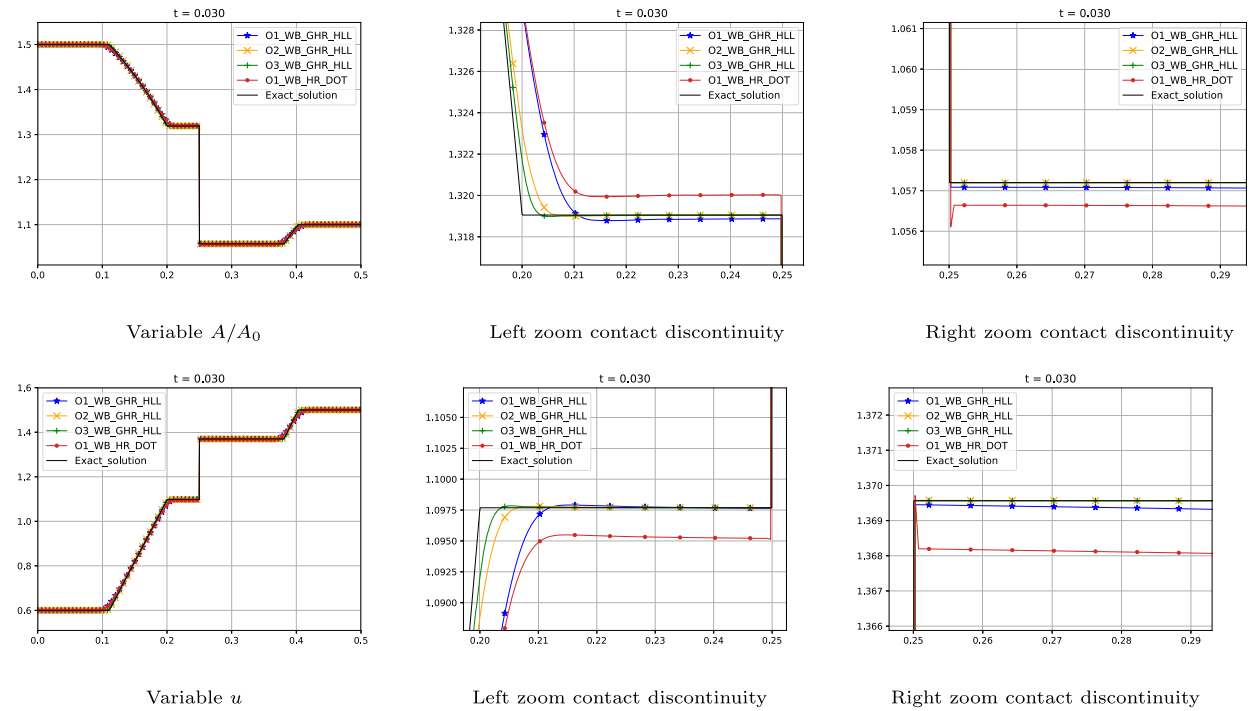 t = 0.030
1.5
1.3
1.1
0.0 0.1 0.2 0.3 0.4 0.5
O1_WB_GHR_HLL
O2_WB_GHR_HLL
O3_WB_GHR_HLL
O1_WB_HR_DOT
Exact_solution
Variable A/A₀
t = 0.030
1.328
1.326
1.324
1.322
1.320
1.318
0.20 0.21 0.22 0.23 0.24 0.25
O1_WB_GHR_HLL
O2_WB_GHR_HLL
O3_WB_GHR_HLL
O1_WB_HR_DOT
Exact_solution
Left zoom contact discontinuity
t = 0.030
1.061
1.060
1.059
1.058
1.057
1.056
0.25 0.26 0.27 0.28 0.29
O1_WB_GHR_HLL
O2_WB_GHR_HLL
O3_WB_GHR_HLL
O1_WB_HR_DOT
Exact_solution
Right zoom contact discontinuity
t = 0.030
1.6
1.4
1.2
1.0
0.8
0.6
0.0 0.1 0.2 0.3 0.4 0.5
O1_WB_GHR_HLL
O2_WB_GHR_HLL
O3_WB_GHR_HLL
O1_WB_HR_DOT
Exact_solution
Variable u
t = 0.030
1.1050
1.1025
1.1000
1.0975
1.0950
1.0925
1.0900
0.20 0.21 0.22 0.23 0.24 0.25
O1_WB_GHR_HLL
O2_WB_GHR_HLL
O3_WB_GHR_HLL
O1_WB_HR_DOT
Exact_solution
Left zoom contact discontinuity
t = 0.030
1.372
1.371
1.370
1.369
1.368
1.367
1.366
0.25 0.26 0.27 0.28 0.29
O1_WB_GHR_HLL
O2_WB_GHR_HLL
O3_WB_GHR_HLL
O1_WB_HR_DOT
Exact_solution
Right zoom contact discontinuity